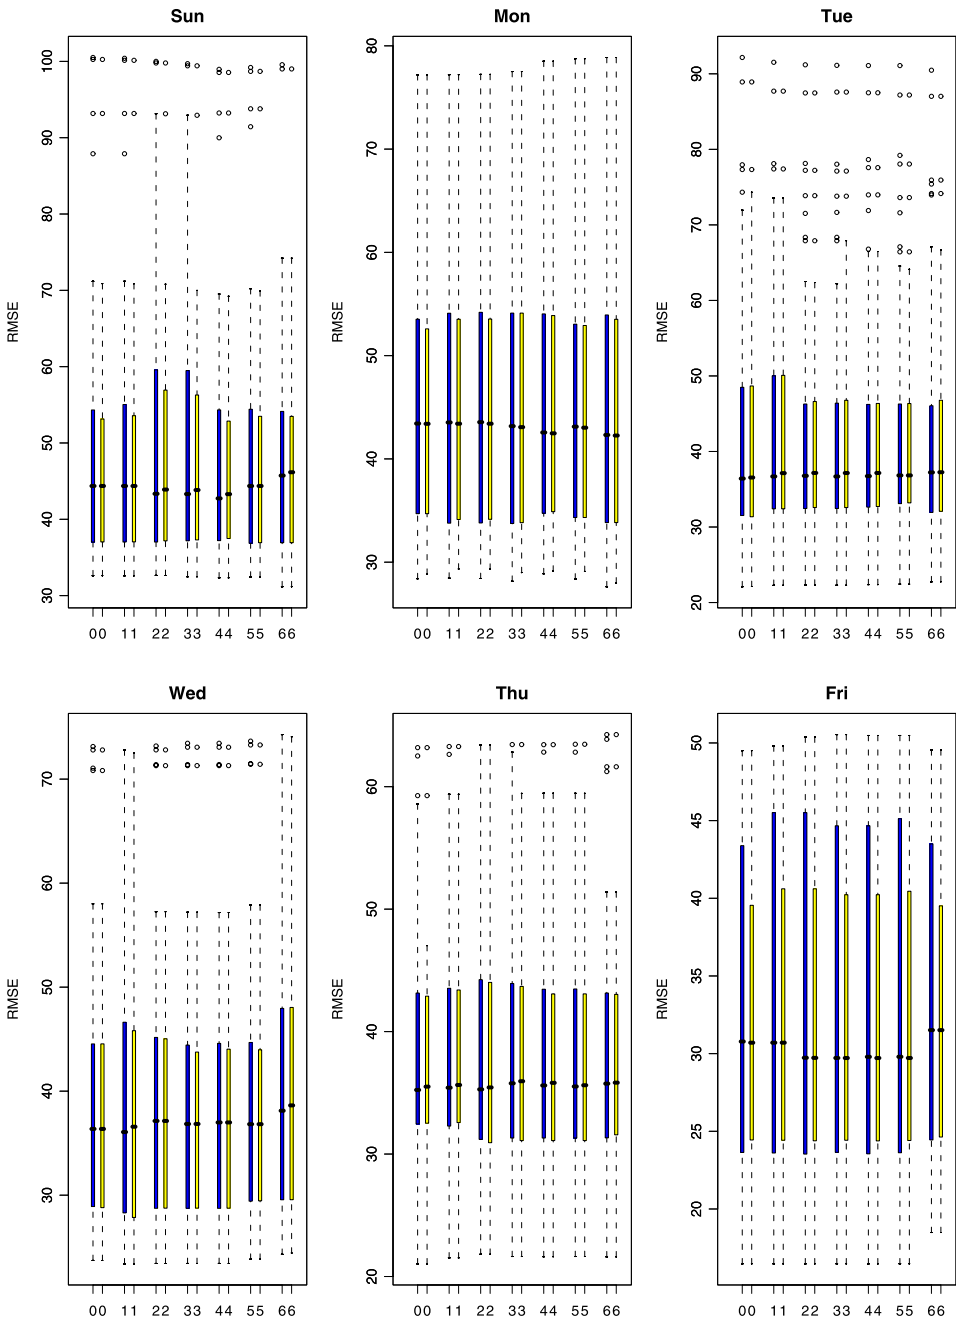 Sun
RMSE
30 40 50 60 70 80 90 100
00 11 22 33 44 55 66
Mon
RMSE
30 40 50 60 70 80
00 11 22 33 44 55 66
Tue
RMSE
20 30 40 50 60 70 80 90
00 11 22 33 44 55 66
Wed
RMSE
30 40 50 60 70
00 11 22 33 44 55 66
Thu
RMSE
20 30 40 50 60
00 11 22 33 44 55 66
Fri
RMSE
20 25 30 35 40 45 50
00 11 22 33 44 55 66